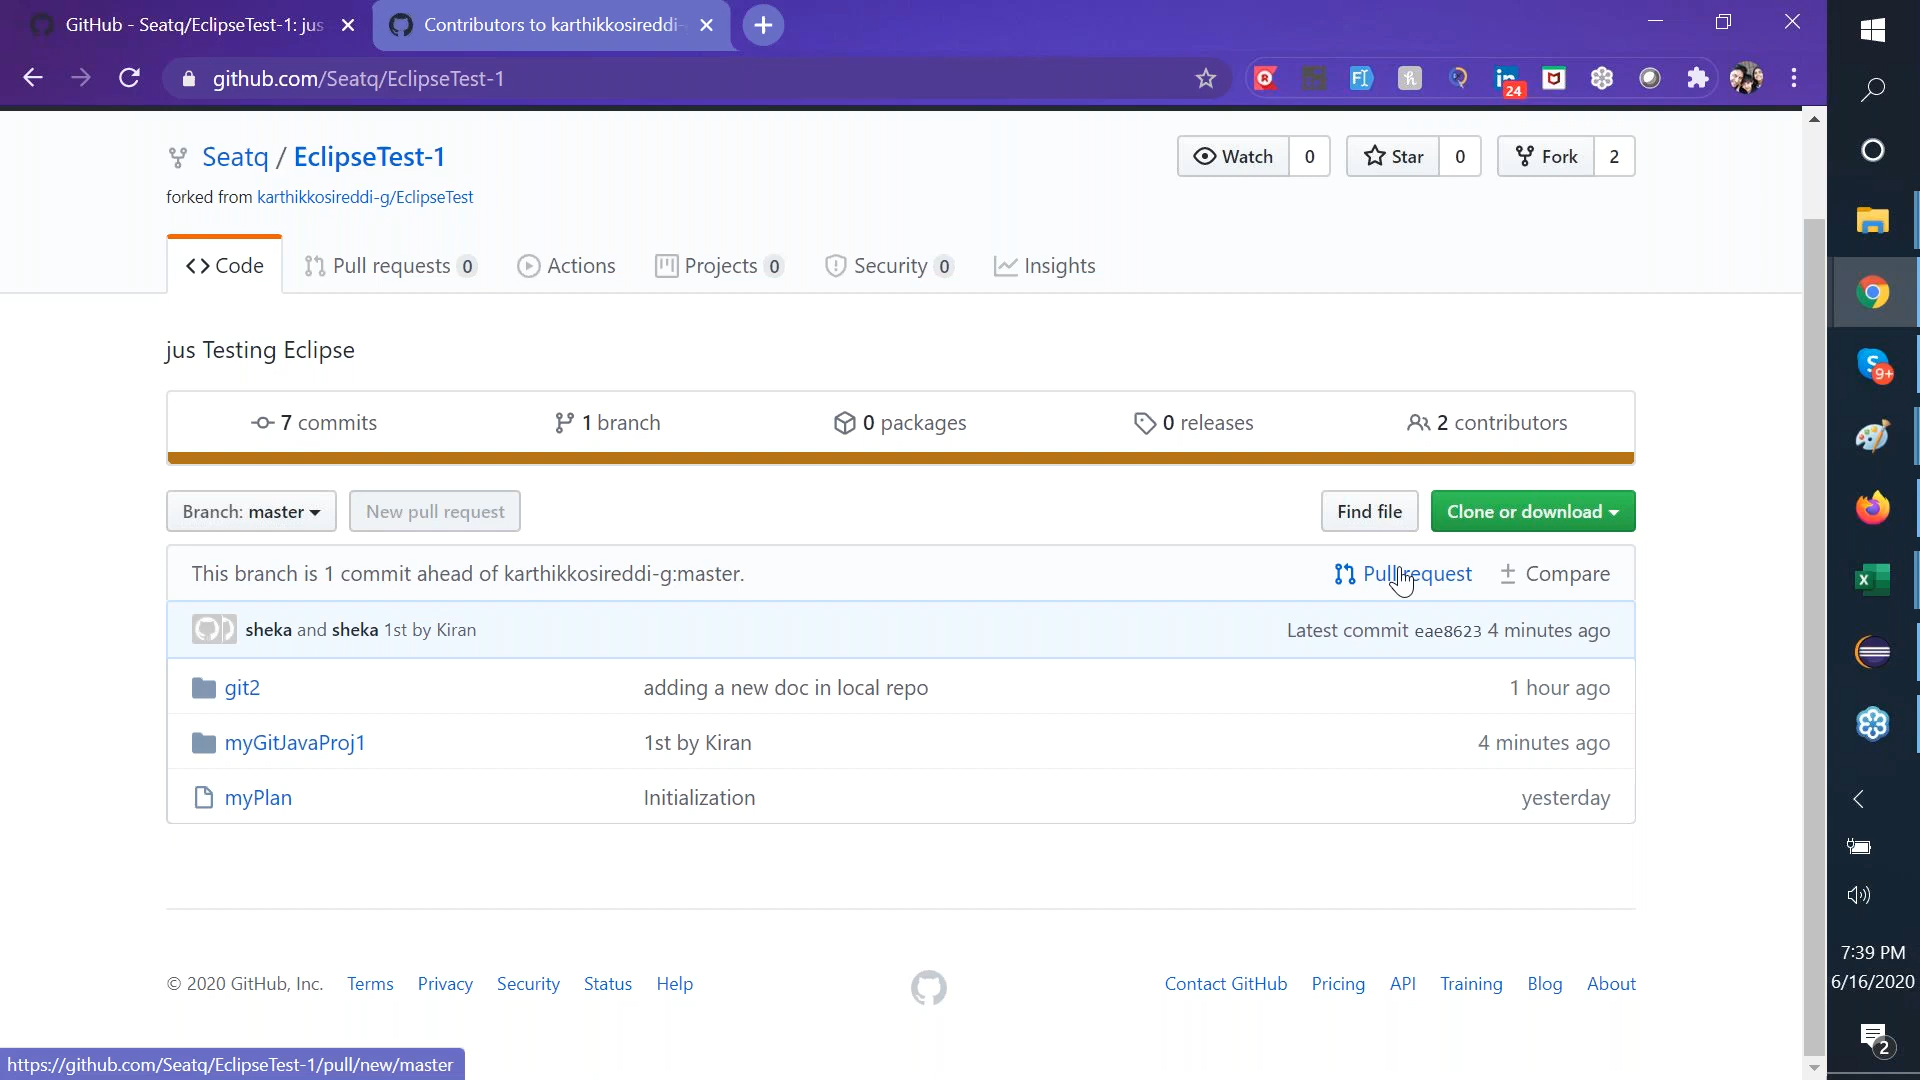 GitHub - Seatq/EclipseTest-1: jus
Contributors to karthikkosireddi-
github.com/Seatq/EclipseTest-1
24
Seatq / EclipseTest-1
Watch 0
Star 0
Fork 2
forked from karthikkosireddi-g/EclipseTest
Code
Pull requests 0
Actions
Projects 0
Security 0
Insights
jus Testing Eclipse
7 commits
1 branch
0 packages
0 releases
2 contributors
Branch: master
New pull request
Find file
Clone or download
This branch is 1 commit ahead of karthikkosireddi-g:master.
Pull request
Compare
sheka and sheka 1st by Kiran
Latest commit eae8623 4 minutes ago
git2 adding a new doc in local repo 1 hour ago
myGitJavaProj1 1st by Kiran 4 minutes ago
myPlan Initialization yesterday
© 2020 GitHub, Inc. Terms Privacy Security Status Help
Contact GitHub Pricing API Training Blog About
https://github.com/Seatq/EclipseTest-1/pull/new/master
9+
7:39 PM
6/16/2020
2